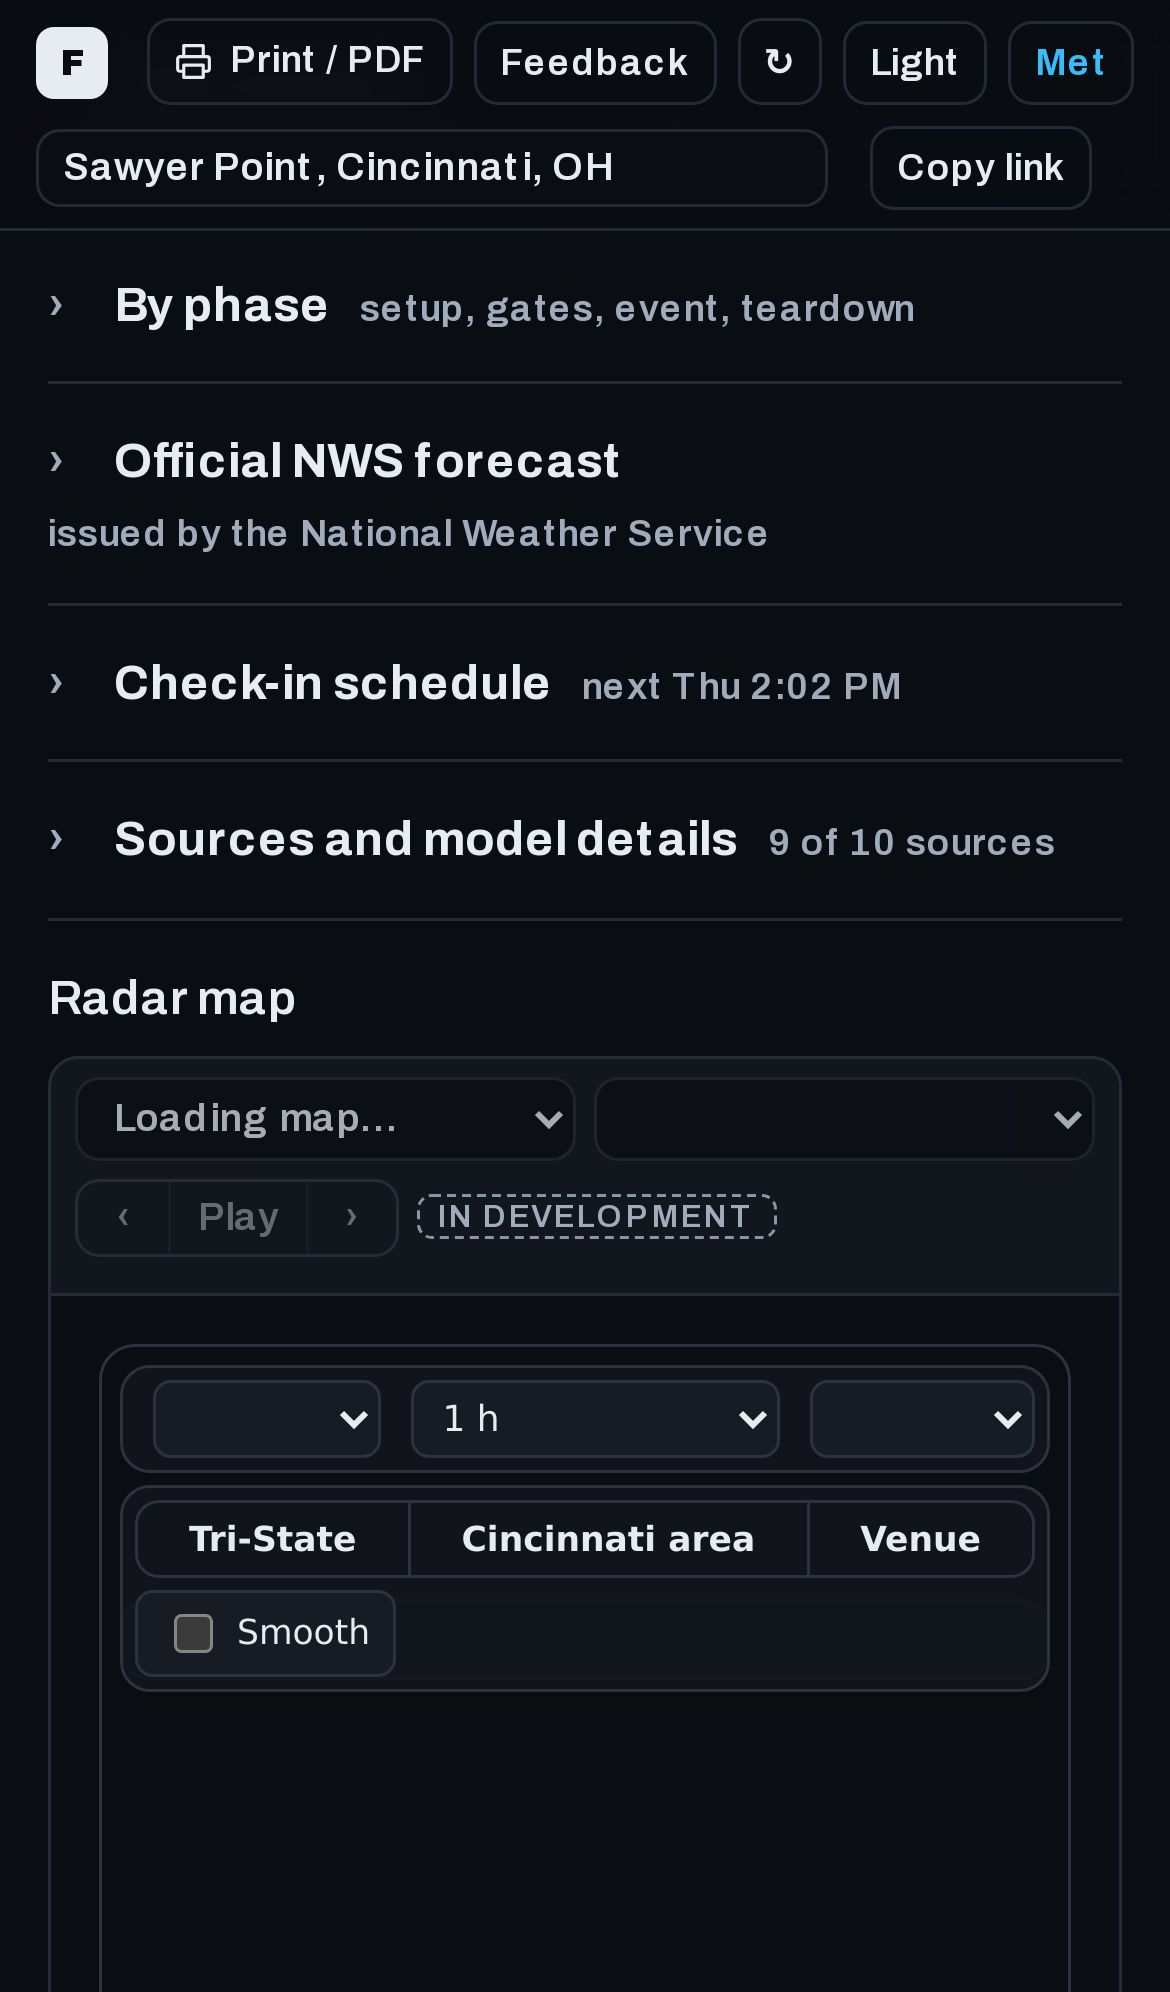 F Print / PDF Feedback ↻ Light Met
Sawyer Point, Cincinnati, OH Copy link
› By phase setup, gates, event, teardown
› Official NWS forecast
issued by the National Weather Service
› Check-in schedule next Thu 2:02 PM
› Sources and model details 9 of 10 sources
Radar map
Loading map...
‹ Play › IN DEVELOPMENT
1 h
Tri-State Cincinnati area Venue
Smooth